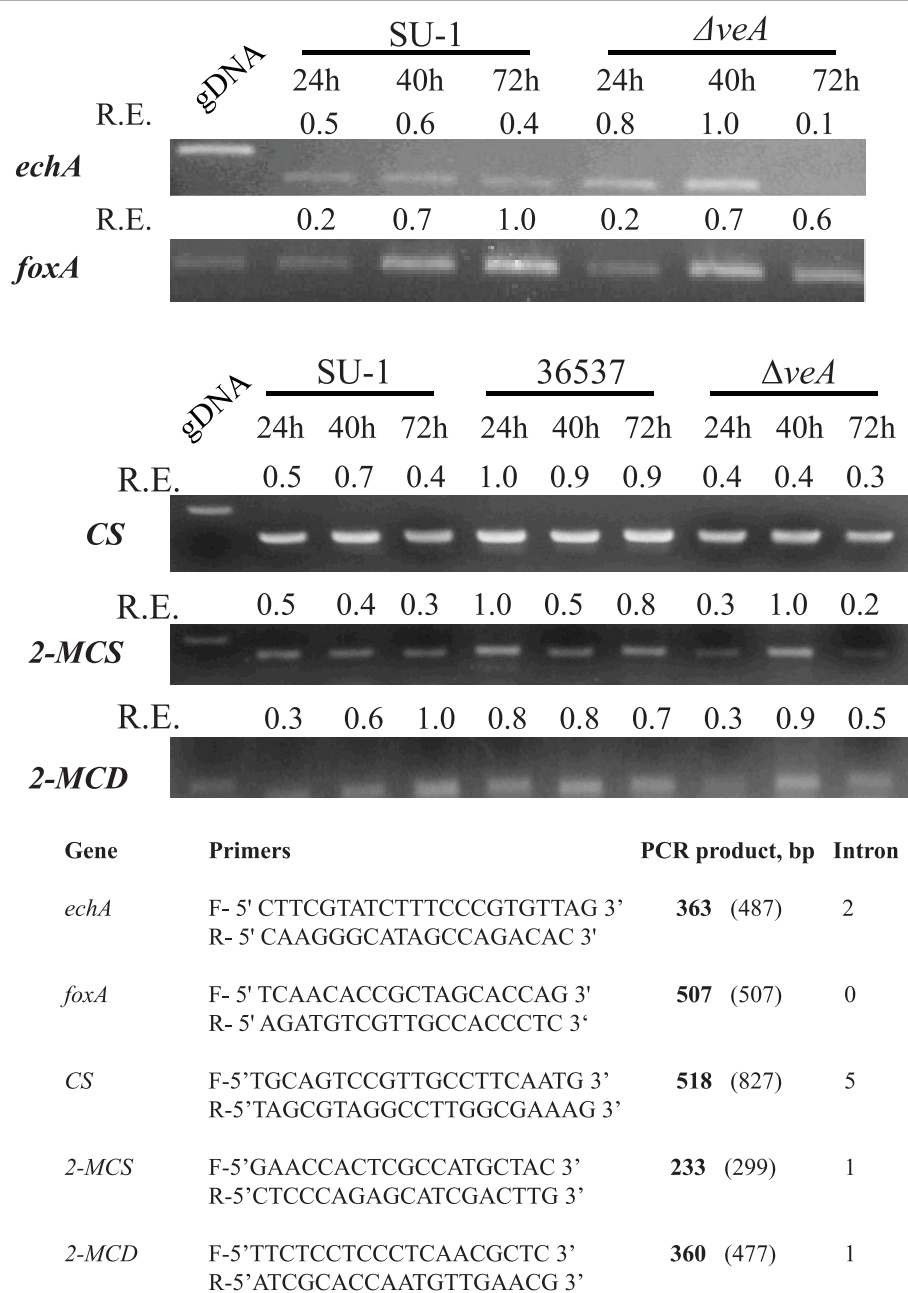 SU-1 ΔveA
gDNA 24h 40h 72h 24h 40h 72h
R.E. 0.5 0.6 0.4 0.8 1.0 0.1
echA
R.E. 0.2 0.7 1.0 0.2 0.7 0.6
foxA
SU-1 36537 ΔveA
gDNA 24h 40h 72h 24h 40h 72h 24h 40h 72h
R.E. 0.5 0.7 0.4 1.0 0.9 0.9 0.4 0.4 0.3
CS
R.E. 0.5 0.4 0.3 1.0 0.5 0.8 0.3 1.0 0.2
2-MCS
R.E. 0.3 0.6 1.0 0.8 0.8 0.7 0.3 0.9 0.5
2-MCD
Gene Primers PCR product, bp Intron
echA F- 5' CTTCGTATCTTTCCCGTGTTAG 3’ 363 (487) 2
R- 5' CAAGGGCATAGCCAGACAC 3'
foxA F- 5' TCAACACCGCTAGCACCAG 3' 507 (507) 0
R- 5' AGATGTCGTTGCCACCCTC 3‘
CS F-5’TGCAGTCCGTTGCCTTCAATG 3’ 518 (827) 5
R-5’TAGCGTAGGCCTTGGCGAAAG 3’
2-MCS F-5’GAACCACTCGCCATGCTAC 3’ 233 (299) 1
R-5’CTCCCAGAGCATCGACTTG 3’
2-MCD F-5’TTCTCCTCCCTCAACGCTC 3’ 360 (477) 1
R-5’ATCGCACCAATGTTGAACG 3’